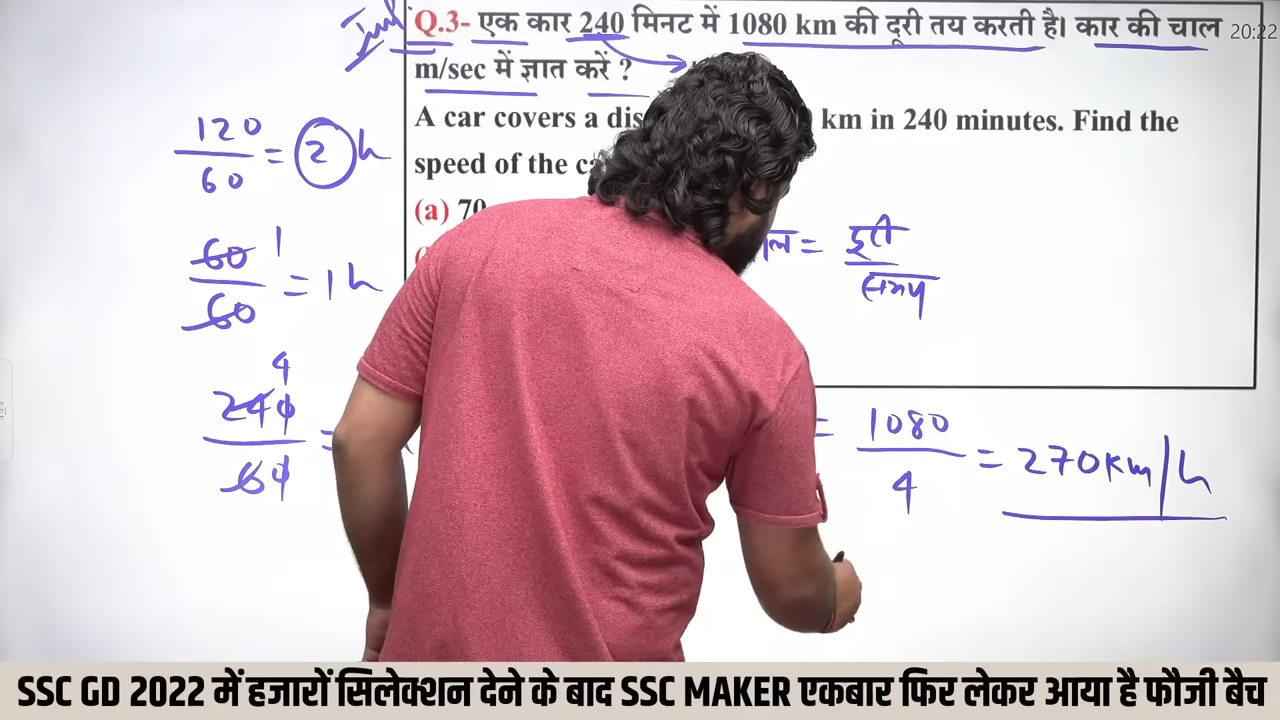 Q.3- एक कार 240 मिनट में 1080 km की दूरी तय करती है। कार की चाल
20:22
m/sec में ज्ञात करें ?
A car covers a dis km in 240 minutes. Find the
speed of the ca
(a) 70
120/60 = 2 h
60/60 1 = 1 h
240/60 4 =
= दूरी/समय
= 1080/4 = 270 km/h
SSC GD 2022 में हजारों सिलेक्शन देने के बाद SSC MAKER एकबार फिर लेकर आया है फौजी बैच